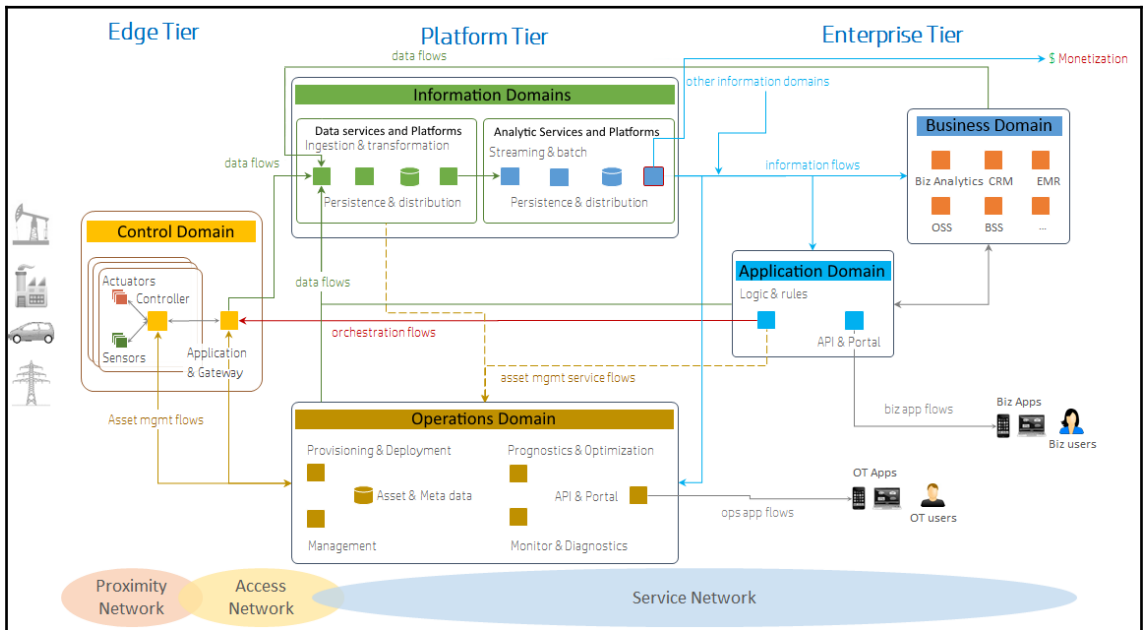 Edge Tier
Platform Tier
Enterprise Tier
data flows
$ Monetization
other information domains
Information Domains
Data services and Platforms
Ingestion & transformation
Persistence & distribution
Analytic Services and Platforms
Streaming & batch
Persistence & distribution
Business Domain
Biz Analytics
CRM
EMR
OSS
BSS
...
data flows
information flows
Control Domain
Actuators
Controller
Sensors
Application
& Gateway
data flows
Application Domain
Logic & rules
API & Portal
orchestration flows
asset mgmt service flows
Asset mgmt flows
Operations Domain
Provisioning & Deployment
Prognostics & Optimization
Asset & Meta data
API & Portal
Management
Monitor & Diagnostics
biz app flows
Biz Apps
Biz users
OT Apps
ops app flows
OT users
Proximity
Network
Access
Network
Service Network